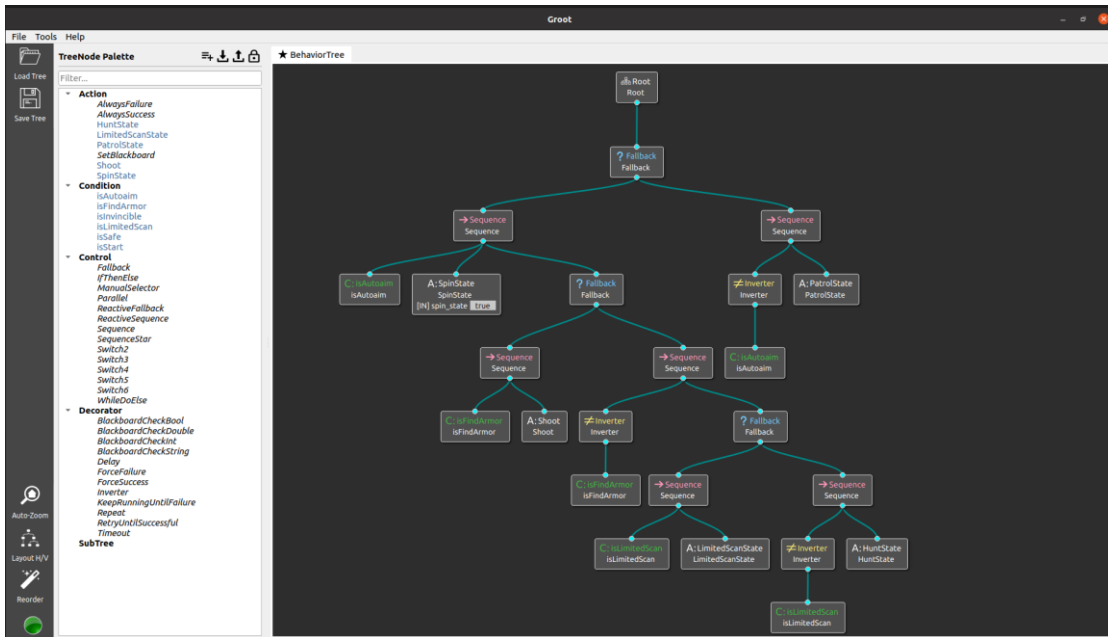 Groot
File Tools Help
Load Tree
Save Tree
Auto-Zoom
Layout H/V
Reorder
TreeNode Palette
Filter...
Action
AlwaysFailure
AlwaysSuccess
HuntState
LimitedScanState
PatrolState
SetBlackboard
Shoot
SpinState
Condition
isAutoaim
isFindArmor
isInvincible
isLimitedScan
isSafe
isStart
Control
Fallback
IfThenElse
ManualSelector
Parallel
ReactiveFallback
ReactiveSequence
Sequence
SequenceStar
Switch2
Switch3
Switch4
Switch5
Switch6
WhileDoElse
Decorator
BlackboardCheckBool
BlackboardCheckDouble
BlackboardCheckInt
BlackboardCheckString
Delay
ForceFailure
ForceSuccess
Inverter
KeepRunningUntilFailure
Repeat
RetryUntilSuccessful
Timeout
SubTree
★ BehaviorTree
Root
Root
? Fallback
Fallback
→ Sequence
Sequence
→ Sequence
Sequence
C: isAutoaim
isAutoaim
A: SpinState
SpinState
[IN] spin_state true
? Fallback
Fallback
≠ Inverter
Inverter
A: PatrolState
PatrolState
→ Sequence
Sequence
→ Sequence
Sequence
C: isAutoaim
isAutoaim
C: isFindArmor
isFindArmor
A: Shoot
Shoot
≠ Inverter
Inverter
? Fallback
Fallback
C: isFindArmor
isFindArmor
→ Sequence
Sequence
→ Sequence
Sequence
C: isLimitedScan
isLimitedScan
A: LimitedScanState
LimitedScanState
≠ Inverter
Inverter
A: HuntState
HuntState
C: isLimitedScan
isLimitedScan